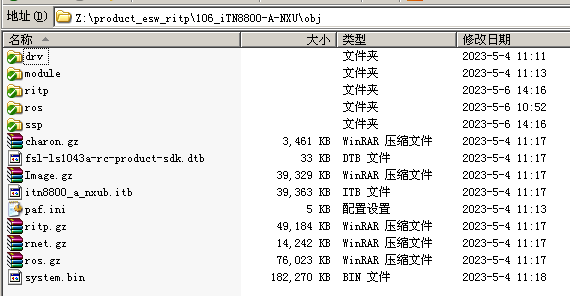 地址(D) Z:\product_esw_ritp\106_iTN8800-A-NXU\obj
名称 大小 类型 修改日期
drv 文件夹 2023-5-4 11:11
module 文件夹 2023-5-4 11:13
ritp 文件夹 2023-5-6 14:16
ros 文件夹 2023-5-6 10:52
ssp 文件夹 2023-5-6 14:16
charon.gz 3,461 KB WinRAR 压缩文件 2023-5-4 11:17
fsl-ls1043a-rc-product-sdk.dtb 33 KB DTB 文件 2023-5-4 11:17
Image.gz 39,329 KB WinRAR 压缩文件 2023-5-4 11:17
itn8800_a_nxub.itb 39,363 KB ITB 文件 2023-5-4 11:17
paf.ini 5 KB 配置设置 2023-5-4 11:13
ritp.gz 49,184 KB WinRAR 压缩文件 2023-5-4 11:17
rnet.gz 14,242 KB WinRAR 压缩文件 2023-5-4 11:17
ros.gz 76,023 KB WinRAR 压缩文件 2023-5-4 11:17
system.bin 182,270 KB BIN 文件 2023-5-4 11:18